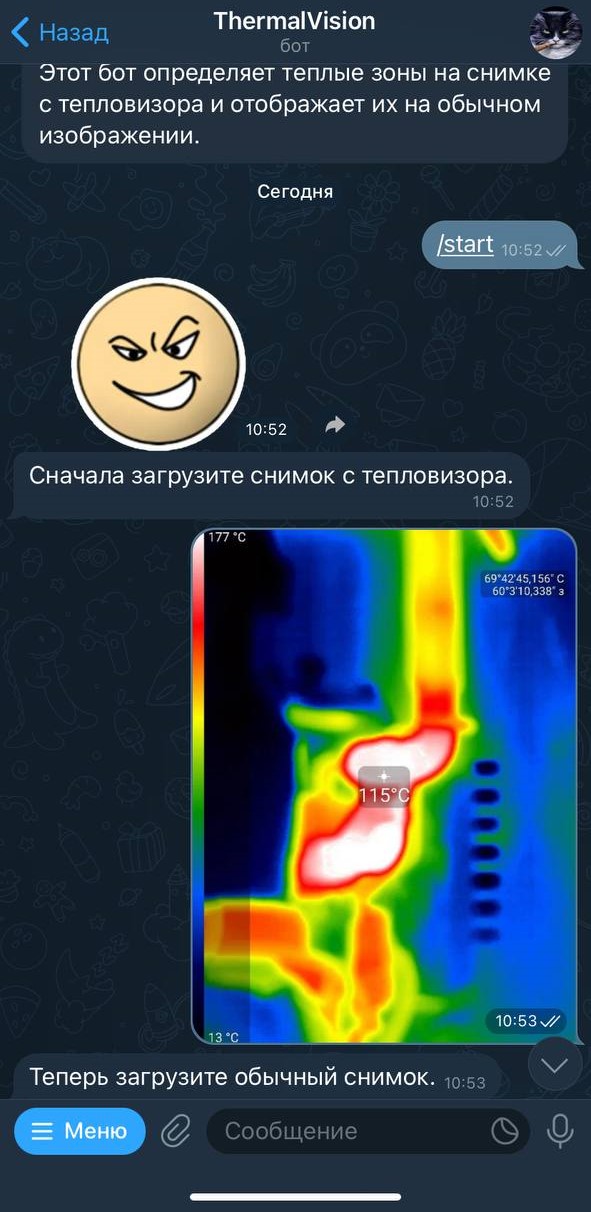 Назад
ThermalVision
бот
Этот бот определяет теплые зоны на снимке
с тепловизора и отображает их на обычном
изображении.
Сегодня
/start 10:52
10:52
Сначала загрузите снимок с тепловизора.
10:52
177 °C
69°42'45,156" С
60°3'10,338" з
115°C
13 °C
10:53
Теперь загрузите обычный снимок. 10:53
Меню
Сообщение